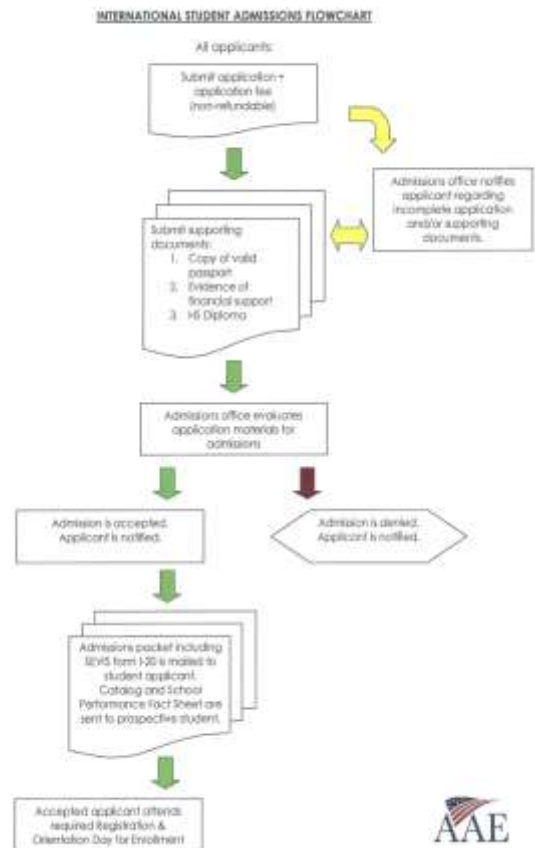 INTERNATIONAL STUDENT ADMISSIONS FLOWCHART
All applicants:
Submit application +
application fee
(non-refundable)
Admissions office notifies
applicant regarding
incomplete application
and/or supporting
documents.
Submit supporting
documents:
1. Copy of valid
passport
2. Evidence of
financial support
3. HS Diploma
Admissions office evaluates
application materials for
admissions
Admission is accepted.
Applicant is notified.
Admission is denied.
Applicant is notified.
Admissions packet including
SEVIS form I-20 is mailed to
student applicant.
Catalog and School
Performance Fact Sheet are
sent to prospective student.
Accepted applicant attends
required Registration &
Orientation Day for Enrollment
AAE